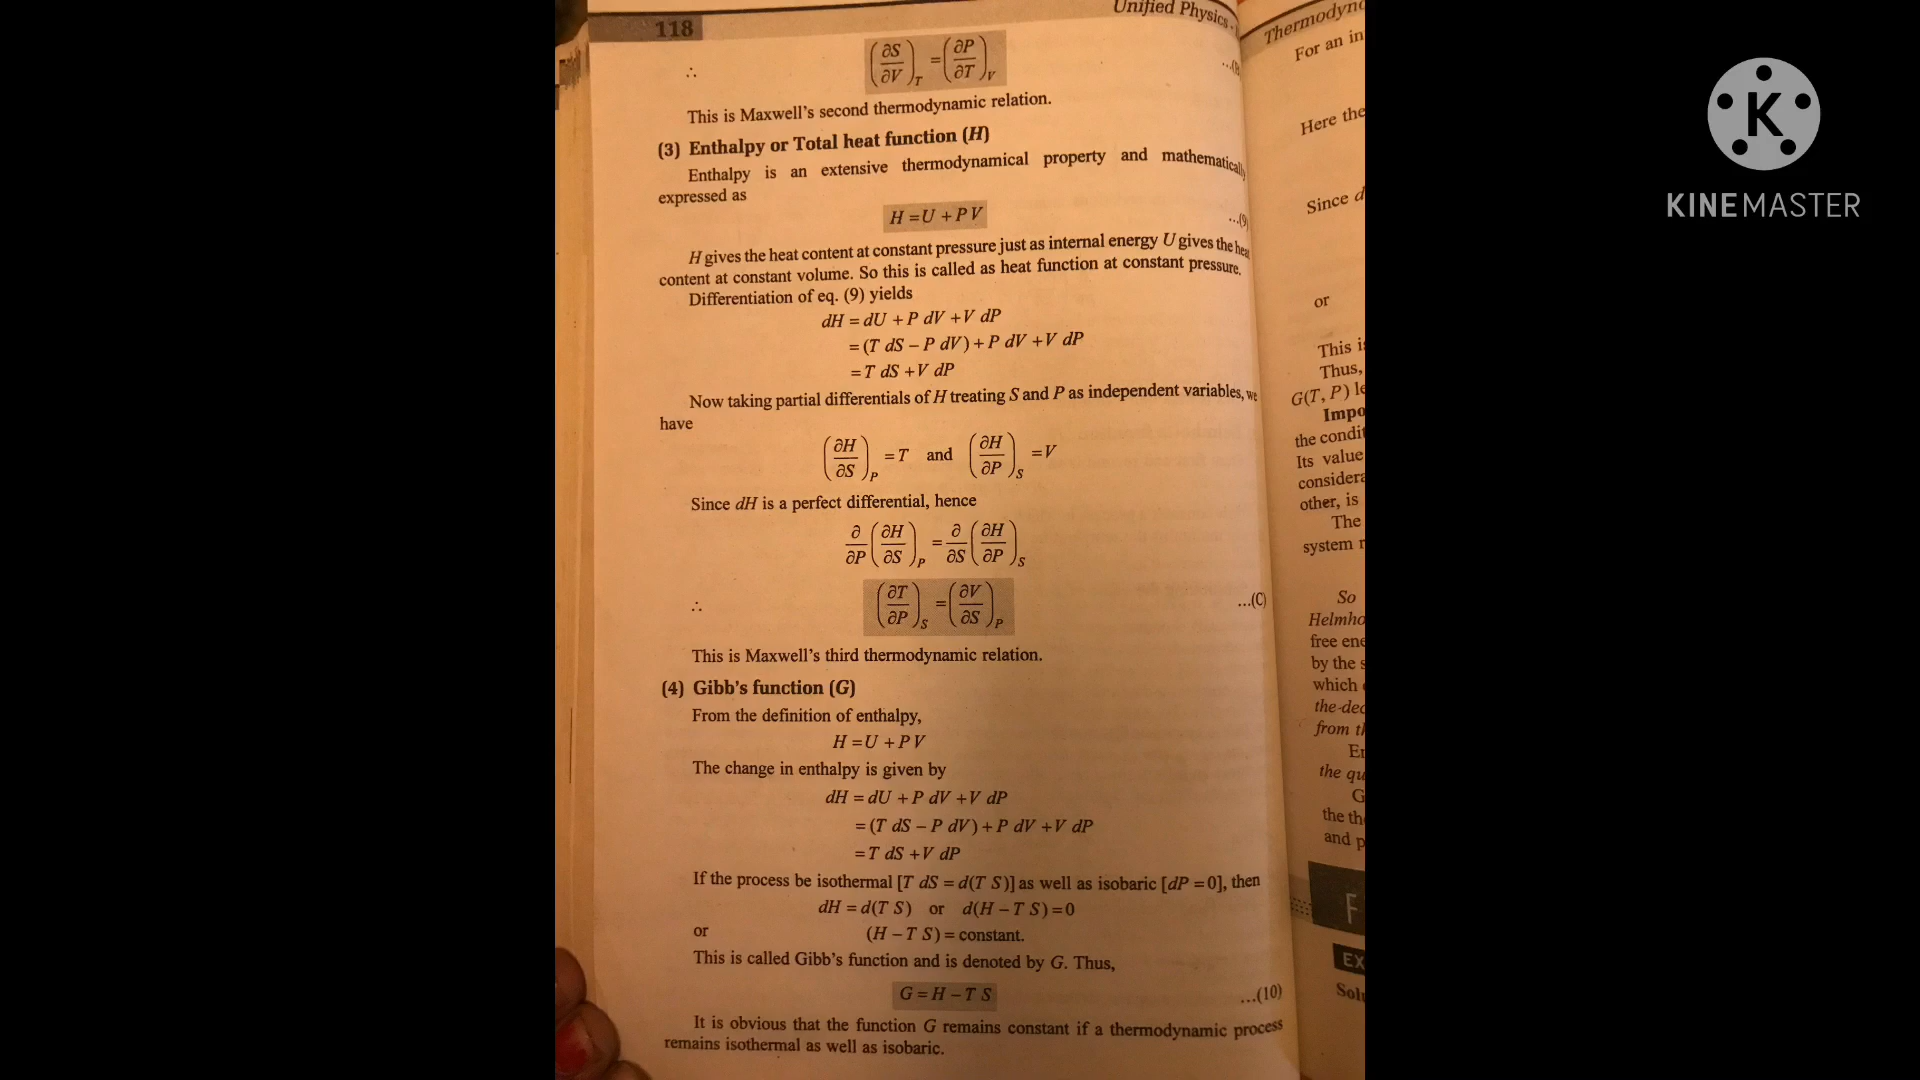 118
Unified Physics
∴ (∂S/∂V)_T = (∂P/∂T)_V
This is Maxwell's second thermodynamic relation.
(3) Enthalpy or Total heat function (H)
Enthalpy is an extensive thermodynamical property and mathematically
expressed as
H = U + P V ...(9)
H gives the heat content at constant pressure just as internal energy U gives the heat
content at constant volume. So this is called as heat function at constant pressure.
Differentiation of eq. (9) yields
dH = dU + P dV + V dP
= (T dS – P dV) + P dV + V dP
= T dS + V dP
Now taking partial differentials of H treating S and P as independent variables, we
have
(∂H/∂S)_P = T and (∂H/∂P)_S = V
Since dH is a perfect differential, hence
∂/∂P (∂H/∂S)_P = ∂/∂S (∂H/∂P)_S
∴ (∂T/∂P)_S = (∂V/∂S)_P ...(C)
This is Maxwell's third thermodynamic relation.
(4) Gibb's function (G)
From the definition of enthalpy,
H = U + P V
The change in enthalpy is given by
dH = dU + P dV + V dP
= (T dS – P dV) + P dV + V dP
= T dS + V dP
If the process be isothermal [T dS = d(T S)] as well as isobaric [dP = 0], then
dH = d(T S) or d(H – T S) = 0
or (H – T S) = constant.
This is called Gibb's function and is denoted by G. Thus,
G = H – T S ...(10)
It is obvious that the function G remains constant if a thermodynamic process
remains isothermal as well as isobaric.
For an
Here the
Since
or
This
Thus,
G(T, P)
the
Its value
other, is
The
system
So
free
by the
which
from
the
G
the
and
F
EX
K
KINEMASTER